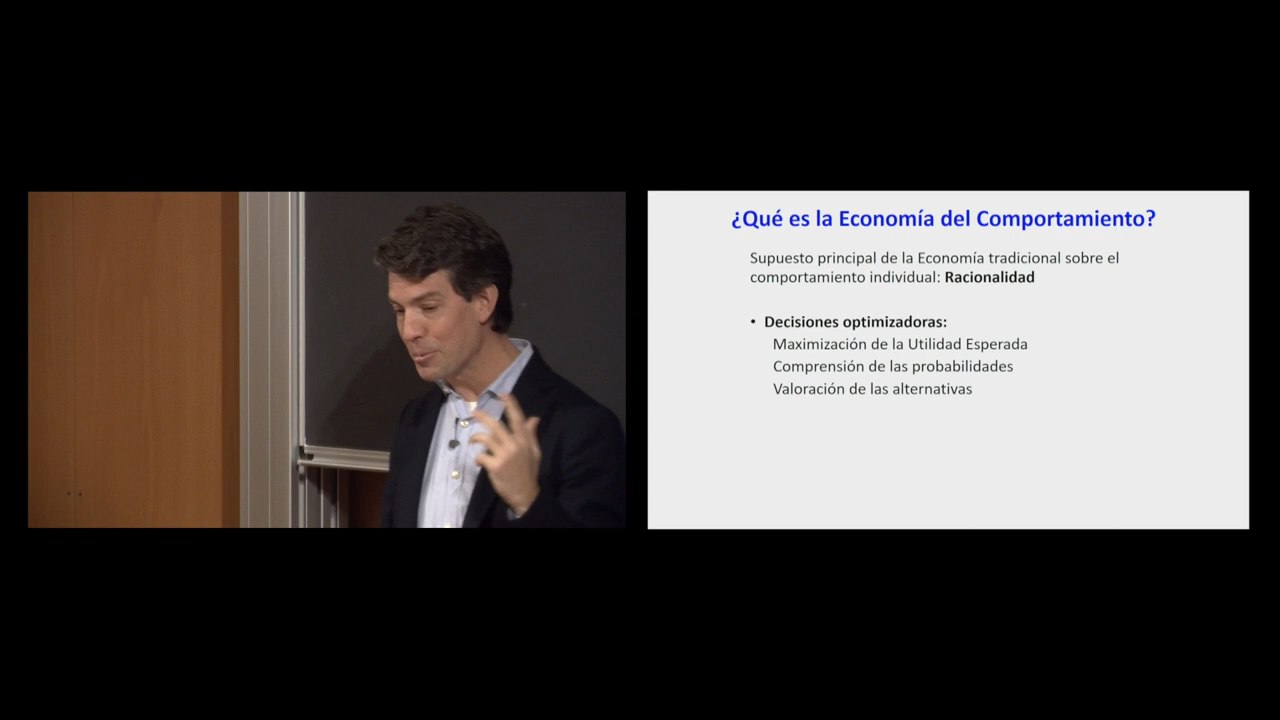 ¿Qué es la Economía del Comportamiento?
Supuesto principal de la Economía tradicional sobre el
comportamiento individual: Racionalidad
• Decisiones optimizadoras:
Maximización de la Utilidad Esperada
Comprensión de las probabilidades
Valoración de las alternativas